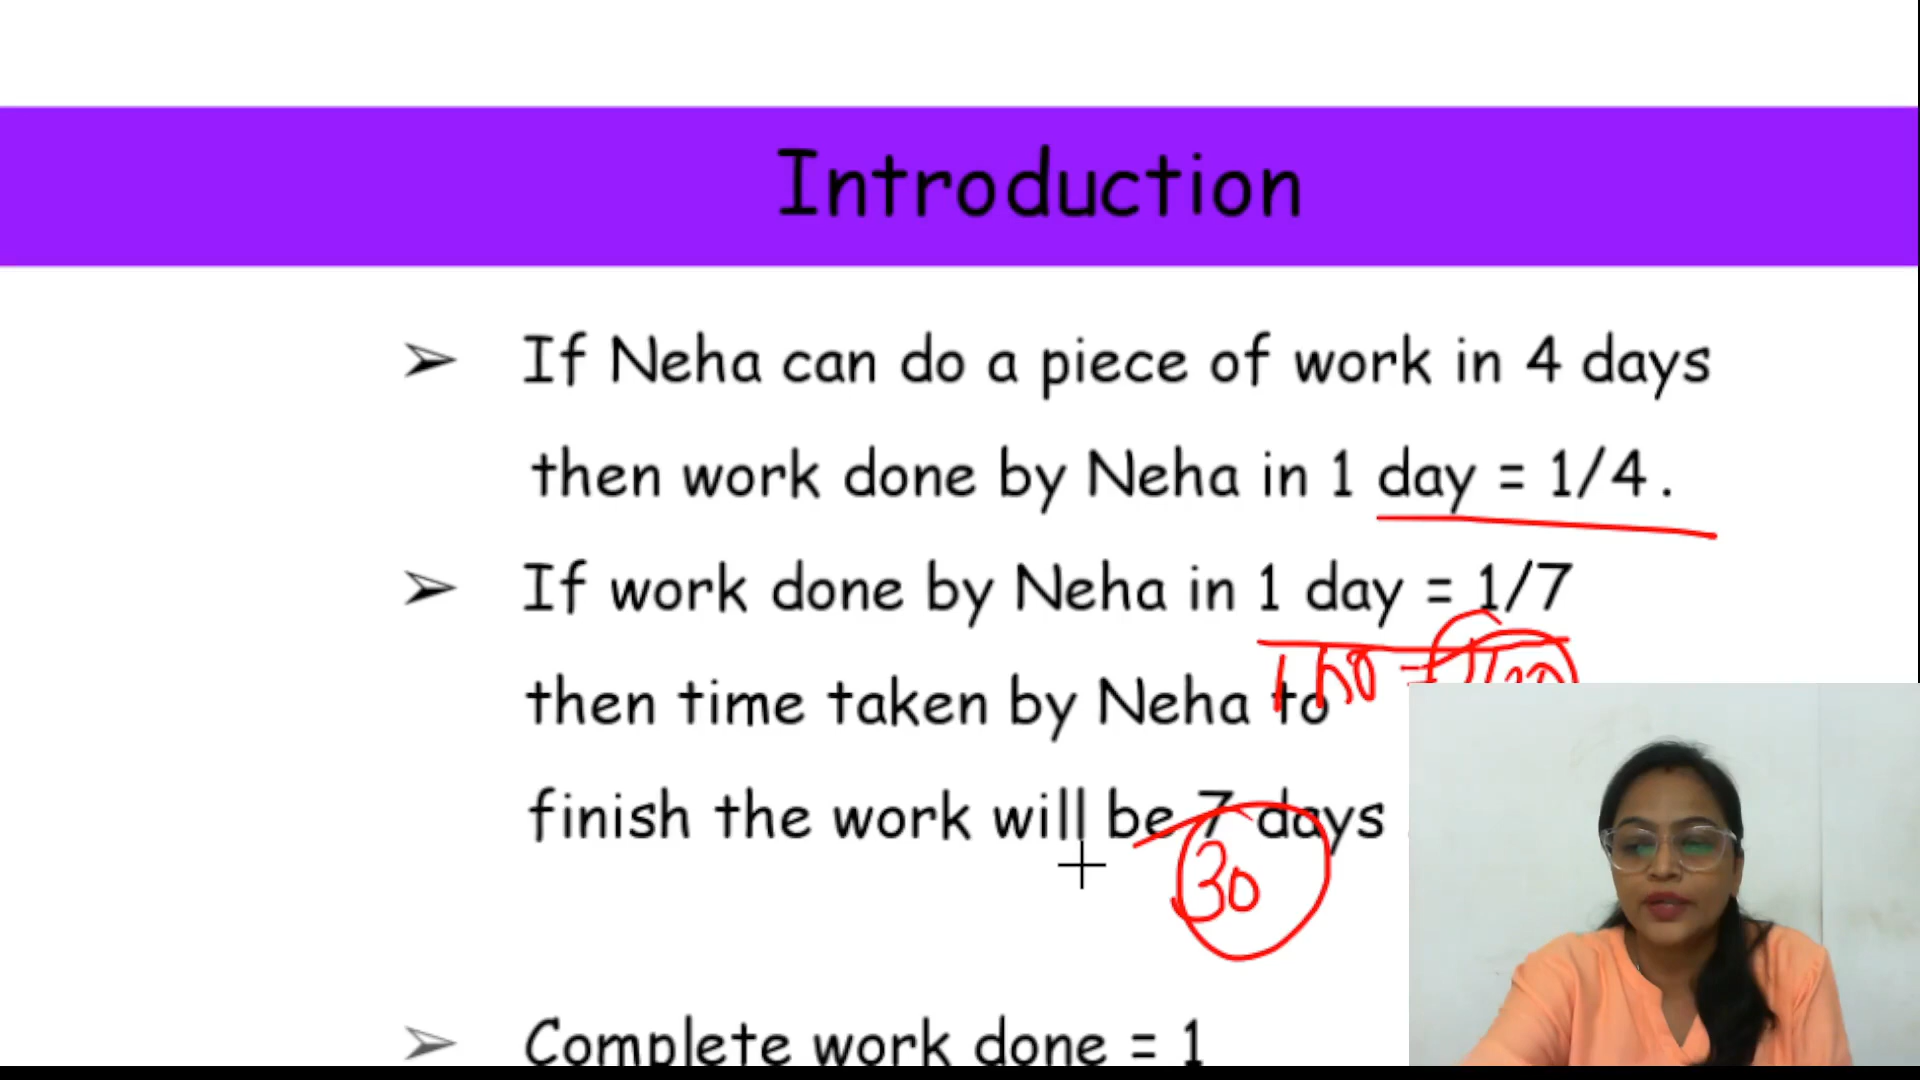 Introduction
➢ If Neha can do a piece of work in 4 days
then work done by Neha in 1 day = 1/4 .
➢ If work done by Neha in 1 day = 1/7
then time taken by Neha to
finish the work will be 7 days
30
➢ Complete work done = 1